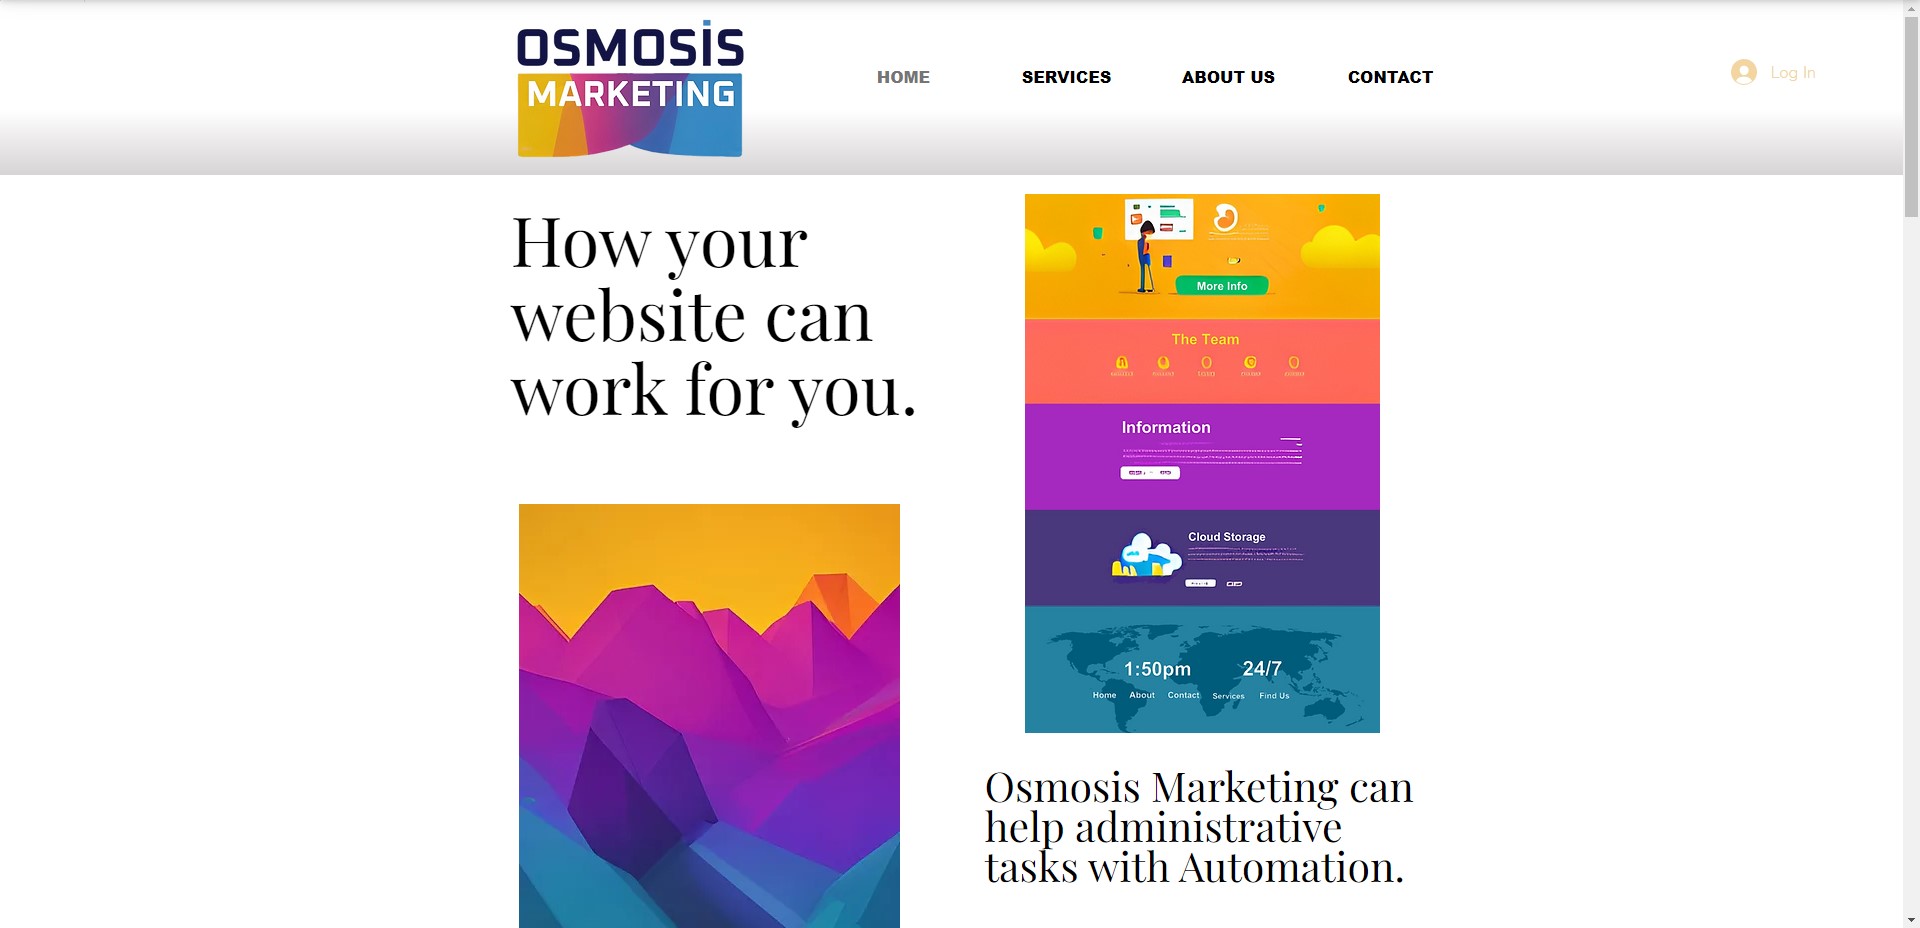 OSMOSIS
MARKETING
HOME
SERVICES
ABOUT US
CONTACT
Log In
How your
website can
work for you.
More Info
The Team
Information
Cloud Storage
1:50pm
24/7
Home
About
Contact
Services
Find Us
Osmosis Marketing can
help administrative
tasks with Automation.